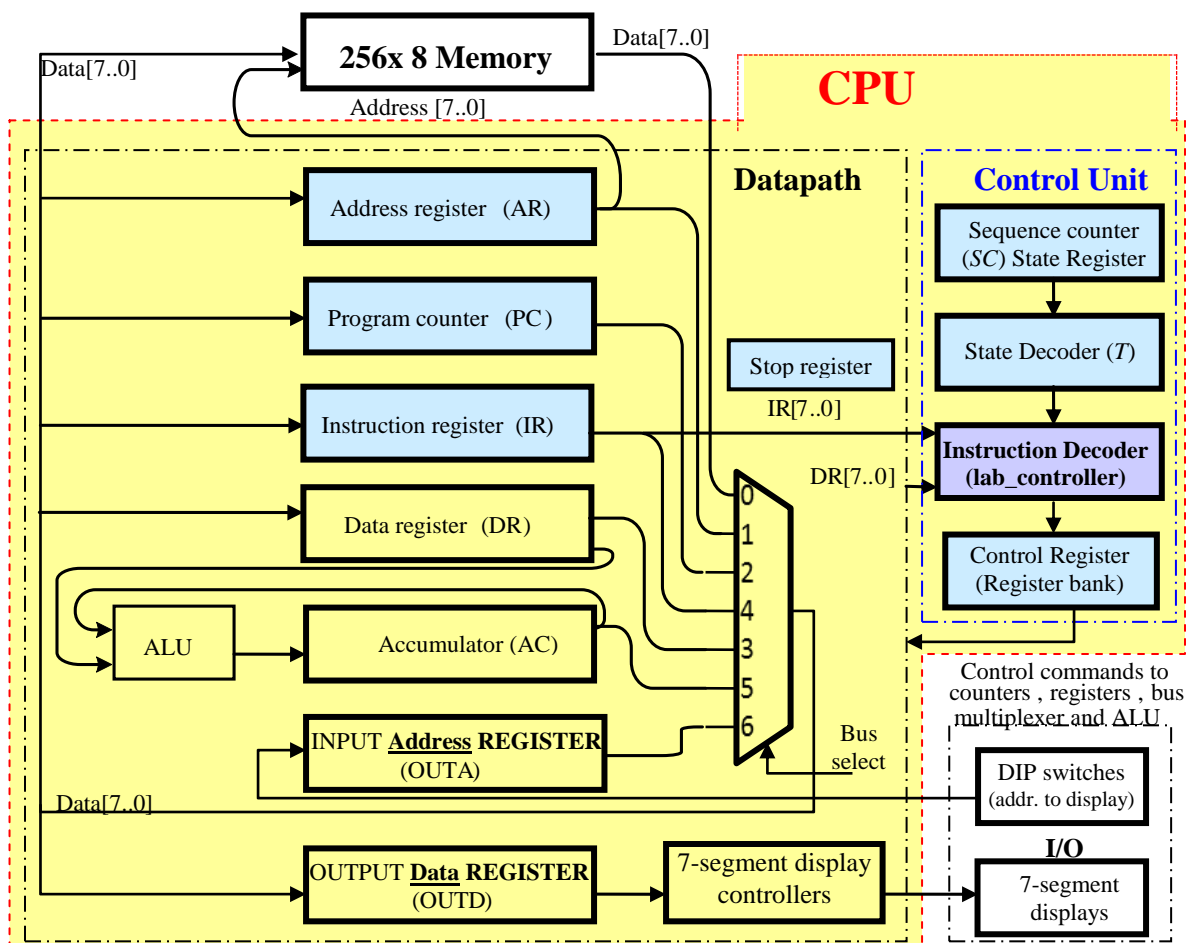 256x 8 Memory
Data[7..0]
Data[7..0]
Address [7..0]
CPU
Datapath
Control Unit
Address register (AR)
Program counter (PC)
Instruction register (IR)
Data register (DR)
ALU
Accumulator (AC)
INPUT Address REGISTER
(OUTA)
Data[7..0]
OUTPUT Data REGISTER
(OUTD)
7-segment display
controllers
Stop register
IR[7..0]
DR[7..0]
0
1
2
4
3
5
6
Bus
select
Sequence counter
(SC) State Register
State Decoder (T)
Instruction Decoder
(lab_controller)
Control Register
(Register bank)
Control commands to
counters , registers , bus
multiplexer and ALU
DIP switches
(addr. to display)
I/O
7-segment
displays